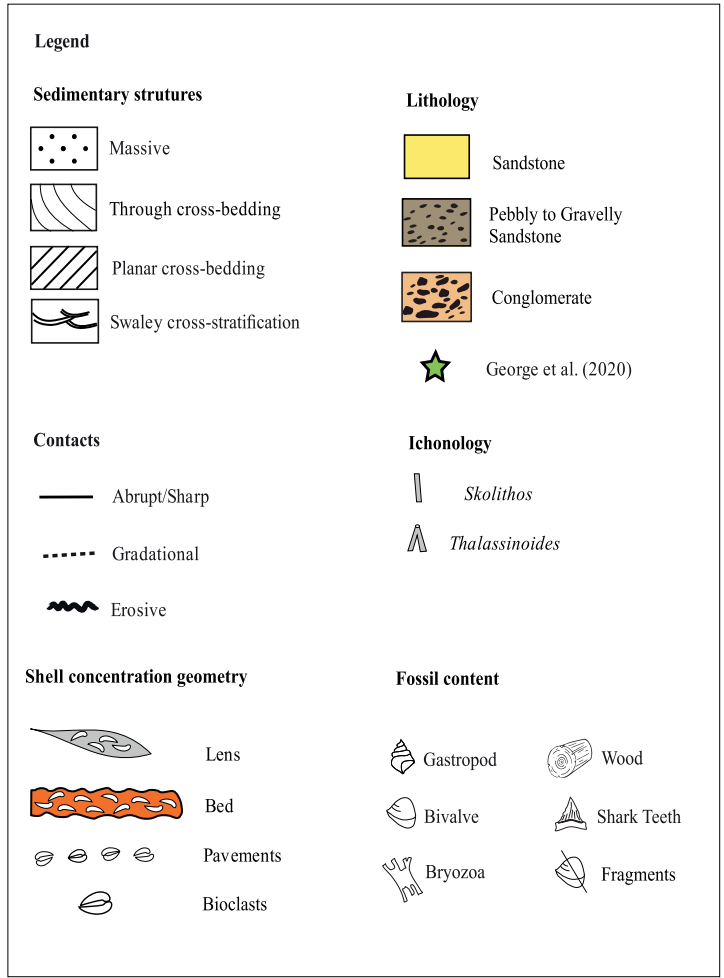 Legend
Sedimentary strutures
Massive
Through cross-bedding
Planar cross-bedding
Swaley cross-stratification
Lithology
Sandstone
Pebbly to Gravelly
Sandstone
Conglomerate
George et al. (2020)
Contacts
Abrupt/Sharp
Gradational
Erosive
Ichonology
Skolithos
Thalassinoides
Shell concentration geometry
Lens
Bed
Pavements
Bioclasts
Fossil content
Gastropod
Bivalve
Bryozoa
Wood
Shark Teeth
Fragments